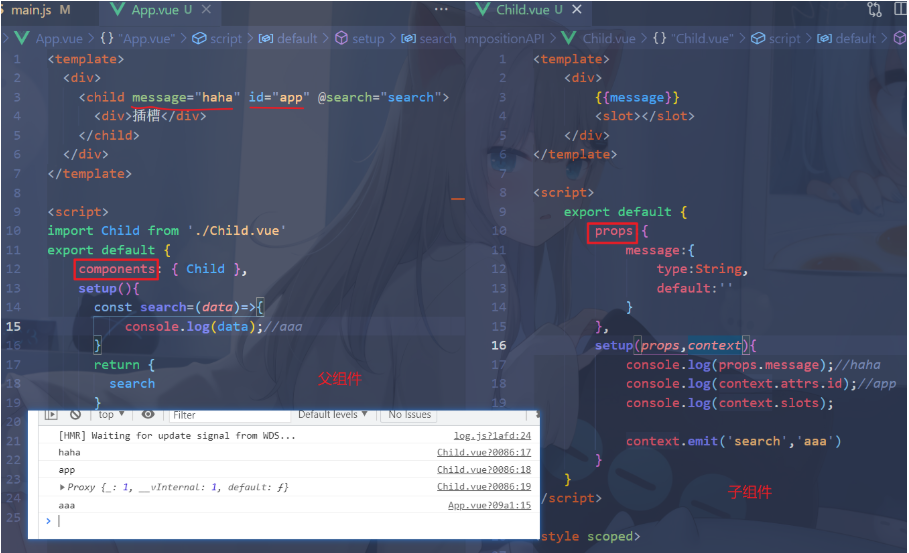 main.js M
App.vue U
App.vue > {} "App.vue" > script > default > setup > search
1 <template>
2 <div>
3 <child message="haha" id="app" @search="search">
4 <div>插槽</div>
5 </child>
6 </div>
7 </template>
8
9 <script>
10 import Child from './Child.vue'
11 export default {
12 components: { Child },
13 setup(){
14 const search=(data)=>{
15 console.log(data);//aaa
16 }
17 return {
18 search
19 }
20
21
22
23
24
25
父组件
Child.vue U
mpositionAPI > Child.vue > {} "Child.vue" > script > default >
1 <template>
2 <div>
3 {{message}}
4 <slot></slot>
5 </div>
6 </template>
7
8 <script>
9 export default {
10 props {
11 message:{
12 type:String,
13 default:''
14 }
15 },
16 setup(props,context){
17 console.log(props.message);//haha
18 console.log(context.attrs.id);//app
19 console.log(context.slots);
context.emit('search','aaa')
}
}
/script>
style scoped>
子组件
top Filter Default levels No Issues
[HMR] Waiting for update signal from WDS... log.js?1afd:24
haha Child.vue?0086:17
app Child.vue?0086:18
Proxy {_: 1, __vInternal: 1, default: ƒ} Child.vue?0086:19
aaa App.vue?09a1:15
>